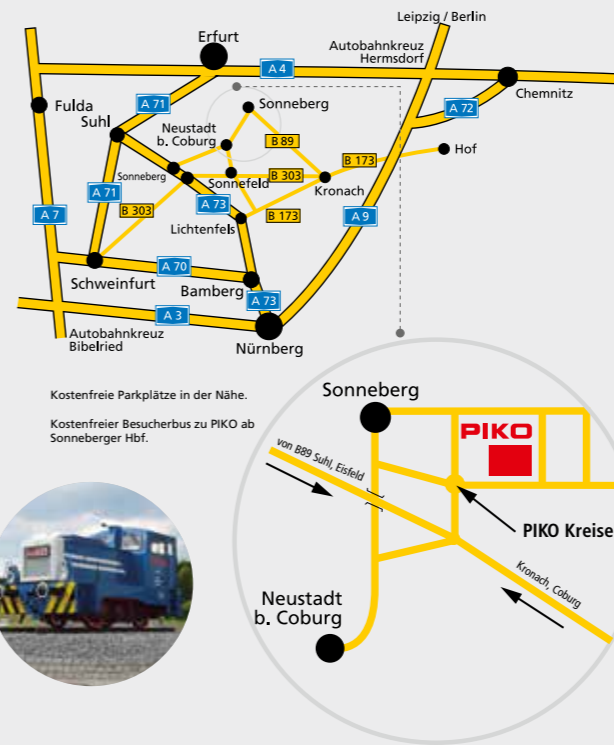 Leipzig / Berlin
Erfurt
Autobahnkreuz
Hermsdorf
A 4
Chemnitz
Fulda
A 71
Suhl
Sonneberg
A 72
Neustadt
b. Coburg
B 89
Hof
B 173
Sonneberg
Sonnefeld
B 303
Kronach
A 71
B 303
A 73
B 173
A 7
Lichtenfels
A 9
A 70
Schweinfurt
Bamberg
A 73
A 3
Autobahnkreuz
Bibelried
Nürnberg
Kostenfreie Parkplätze in der Nähe.
Kostenfreier Besucherbus zu PIKO ab
Sonneberger Hbf.
Sonneberg
PIKO
von B89 Suhl, Eisfeld
PIKO Kreise
Kronach, Coburg
Neustadt
b. Coburg